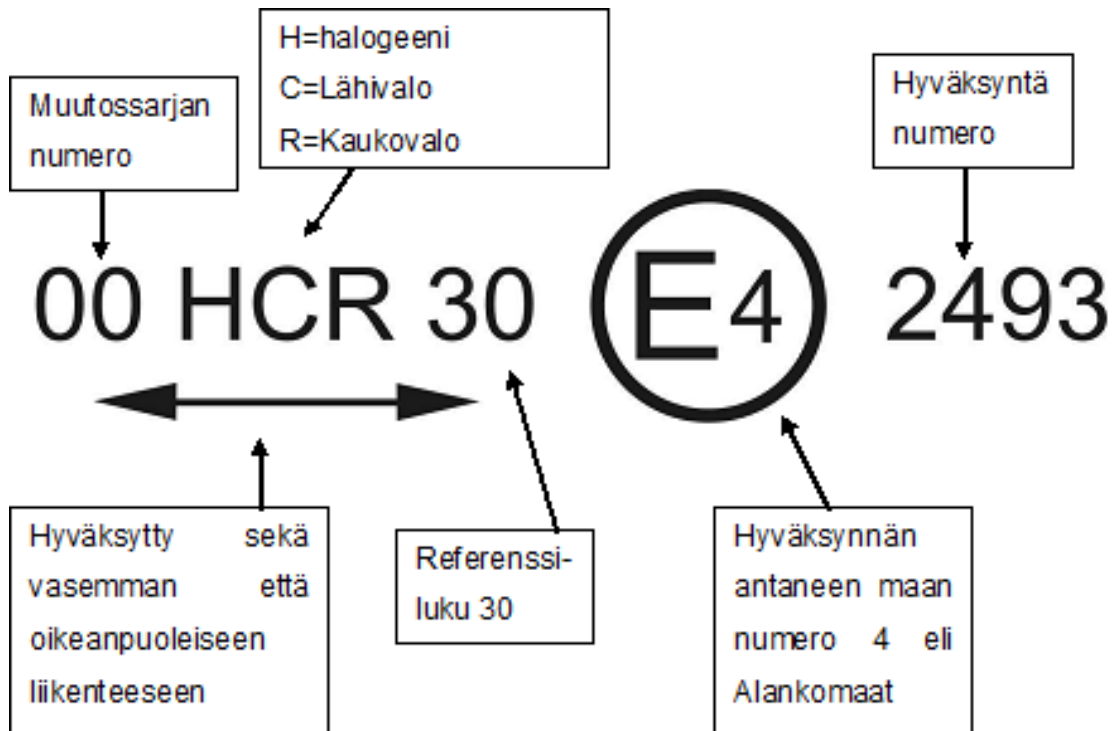 H=halogeeni
C=Lähivalo
R=Kaukovalo
Muutossarjan
numero
Hyväksyntä
numero
00 HCR 30 E4 2493
Hyväksytty sekä
vasemman että
oikeanpuoleiseen
liikenteeseen
Referenssi-
luku 30
Hyväksynnän
antaneen maan
numero 4 eli
Alankomaat